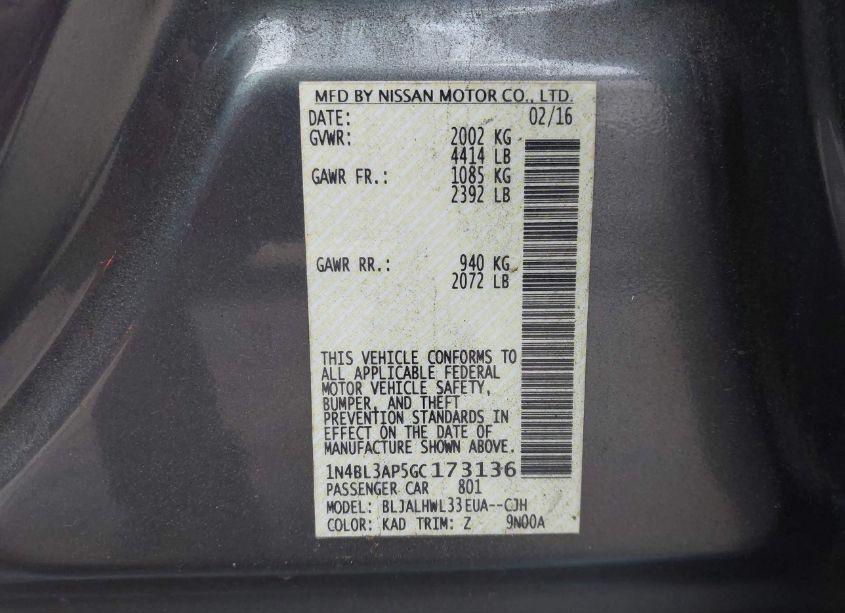 MFD BY NISSAN MOTOR CO., LTD.
DATE: 02/16
GVWR: 2002 KG
4414 LB
GAWR FR.: 1085 KG
2392 LB
GAWR RR.: 940 KG
2072 LB
THIS VEHICLE CONFORMS TO
ALL APPLICABLE FEDERAL
MOTOR VEHICLE SAFETY,
BUMPER, AND THEFT
PREVENTION STANDARDS IN
EFFECT ON THE DATE OF
MANUFACTURE SHOWN ABOVE.
1N4BL3AP5GC173136
PASSENGER CAR 801
MODEL: BLJALHWL33EUA--CJH
COLOR: KAD TRIM: Z 9N00A